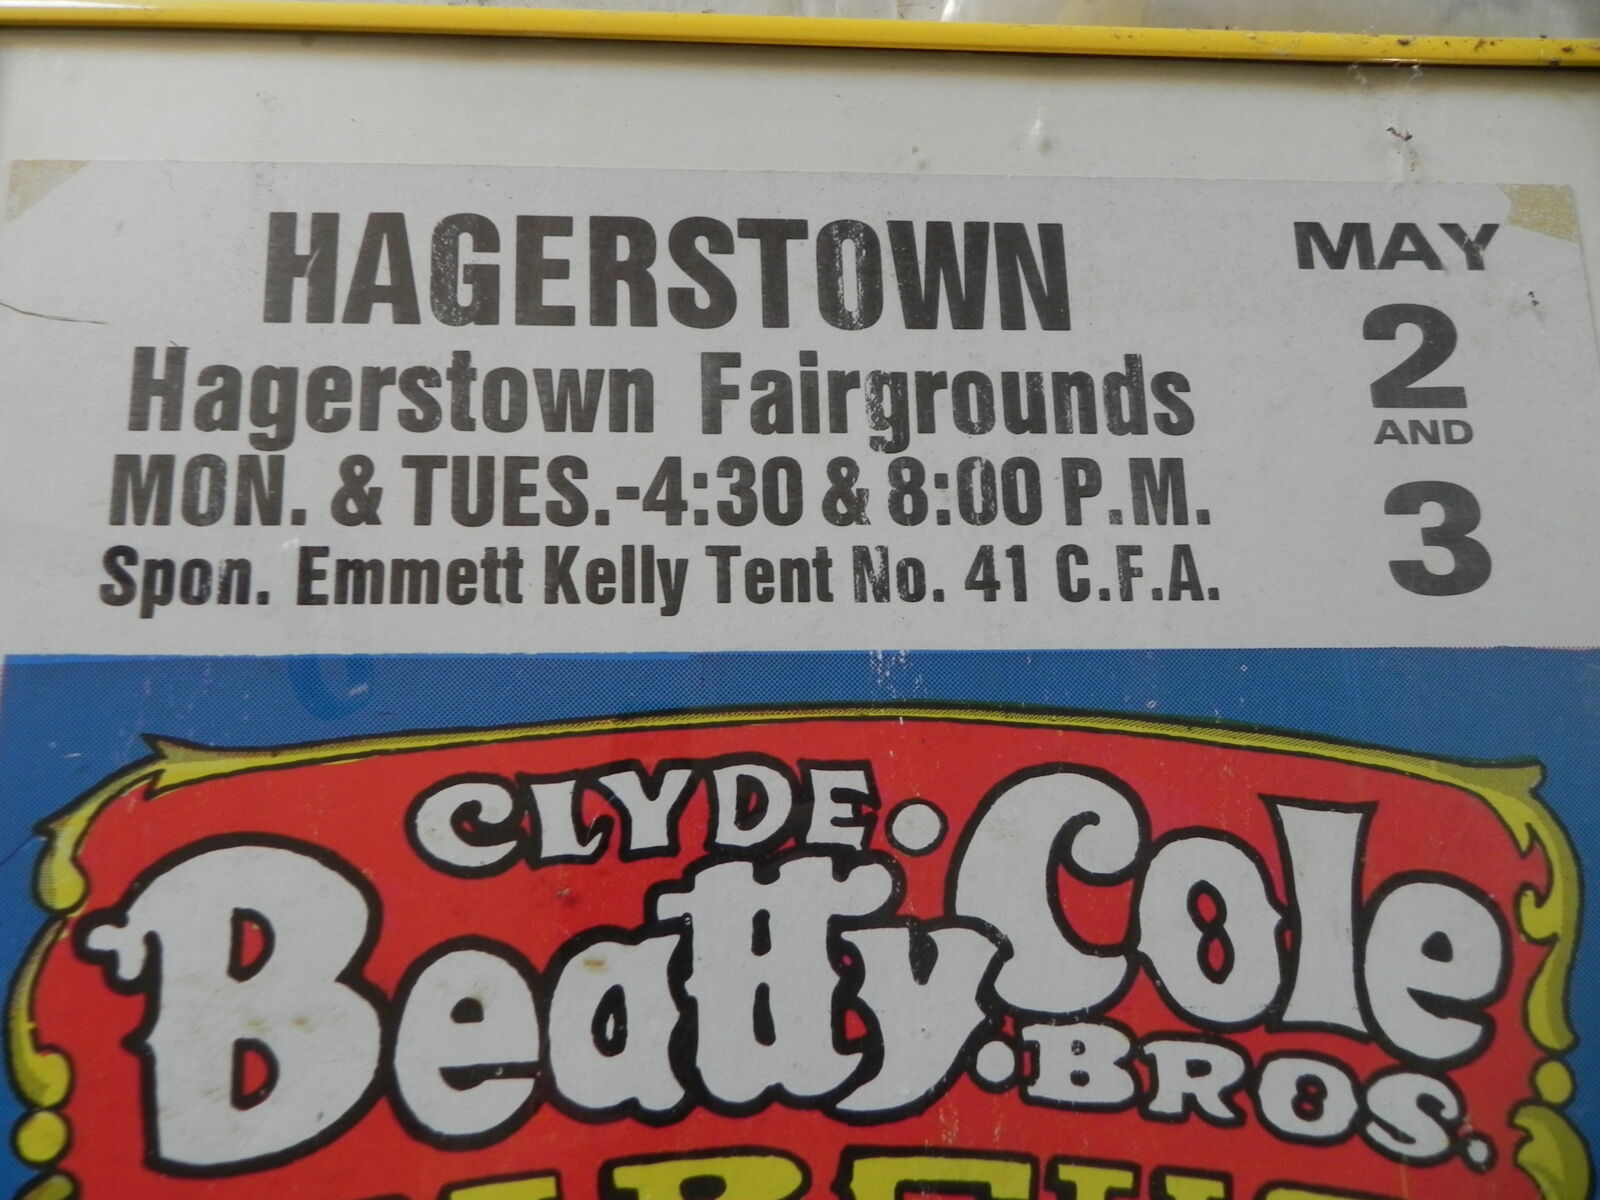 HAGERSTOWN
Hagerstown Fairgrounds
MON. & TUES.-4:30 & 8:00 P.M.
Spon. Emmett Kelly Tent No. 41 C.F.A.
MAY
2
AND
3
CLYDE
Beatty
Cole
BROS.